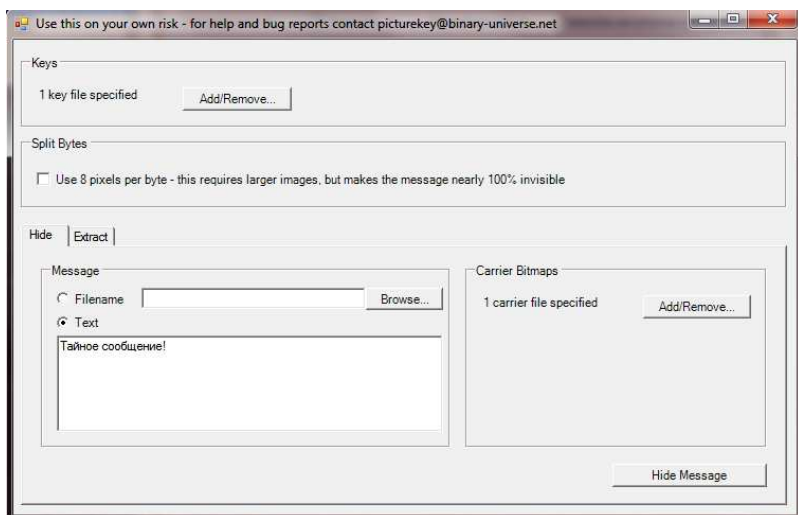 Use this on your own risk - for help and bug reports contact picturekey@binary-universe.net
Keys
1 key file specified
Add/Remove...
Split Bytes
Use 8 pixels per byte - this requires larger images, but makes the message nearly 100% invisible
Hide
Extract
Message
Filename
Browse...
Text
Тайное сообщение!
Carrier Bitmaps
1 carrier file specified
Add/Remove...
Hide Message